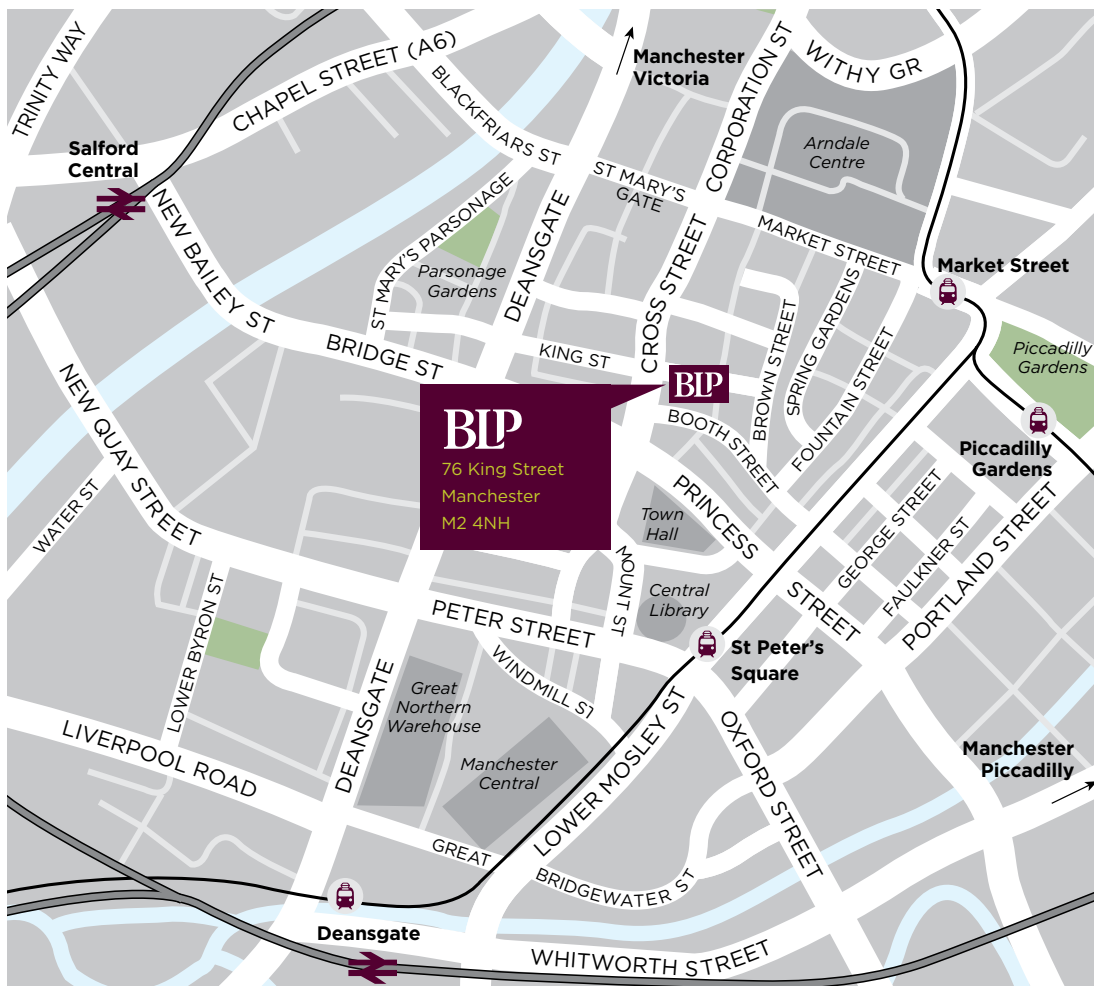 TRINITY WAY
CHAPEL STREET (A6)
BLACKFRIARS ST
Manchester
Victoria
CORPORATION ST
WITHY GR
Salford
Central
Arndale
Centre
ST MARY'S
GATE
NEW BAILEY ST
ST MARY'S PARSONAGE
Parsonage
Gardens
DEANSGATE
CROSS STREET
MARKET STREET
Market Street
BRIDGE ST
KING ST
BROWN STREET
SPRING GARDENS
FOUNTAIN STREET
Piccadilly
Gardens
BLP
BLP
76 King Street
Manchester
M2 4NH
BOOTH STREET
Piccadilly
Gardens
NEW QUAY STREET
WATER ST
PRINCESS
STREET
Town
Hall
GEORGE STREET
FAULKNER ST
PORTLAND STREET
MOUNT ST
Central
Library
LOWER BYRON ST
PETER STREET
St Peter's
Square
WINDMILL ST
Great
Northern
Warehouse
DEANSGATE
LIVERPOOL ROAD
Manchester
Central
LOWER MOSLEY ST
OXFORD STREET
Manchester
Piccadilly
GREAT
BRIDGEWATER ST
Deansgate
WHITWORTH STREET